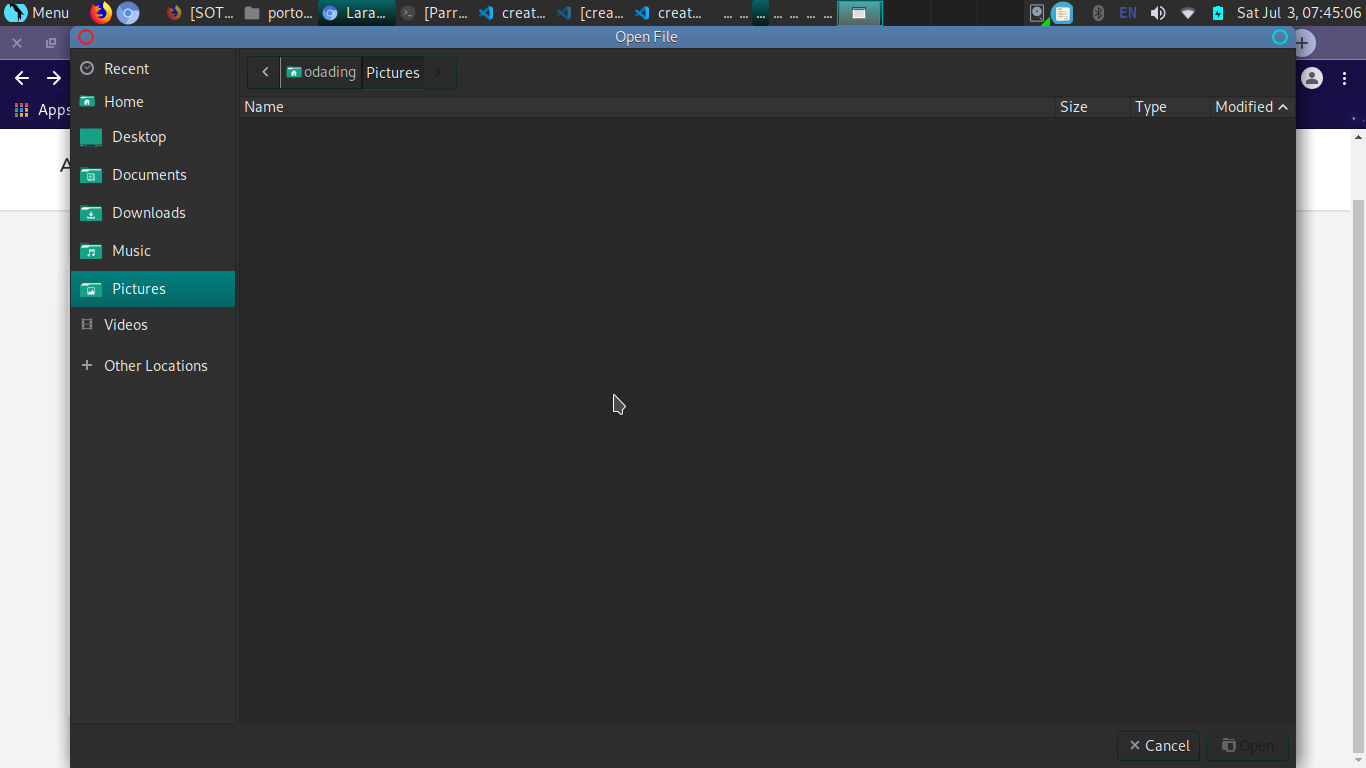 Menu [SOT... porto... Lara... [Parr... creat... [crea... creat... ... ... ... ... ... ... ... EN Sat Jul 3, 07:45:06
Open File
Recent
Home
Desktop
Documents
Downloads
Music
Pictures
Videos
Other Locations
odading Pictures
Name Size Type Modified
Apps
A
Cancel Open